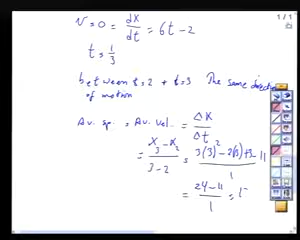 v = 0 = dx/dt = 6t - 2
t = 1/3
between t=2 + t=3 The same direction
of motion
Av. sp. = Av. vel. = Δx/Δt
= (x₃ - x₂)/(3 - 2) = (3(3)² - 2(3) + 3 - 11)/1
= (24 - 11)/1 =
1 / 1